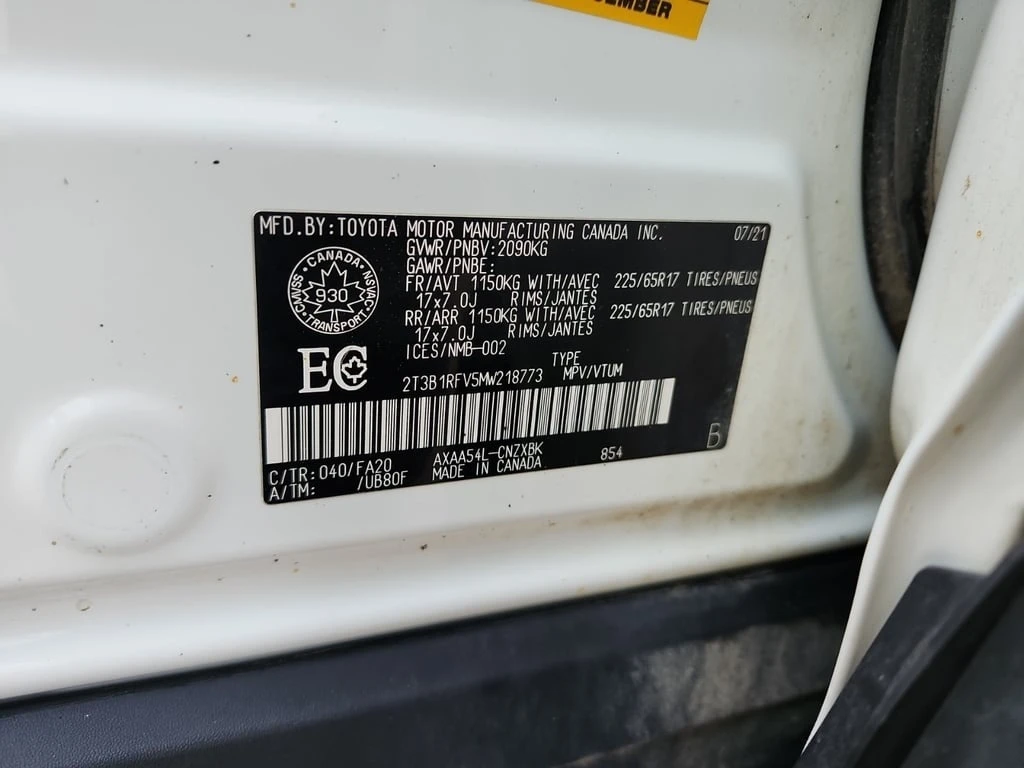 MFD.BY:TOYOTA MOTOR MANUFACTURING CANADA INC. 07/21
GVWR/PNBV:2090KG
GAWR/PNBE:
FR/AVT 1150KG WITH/AVEC 225/65R17 TIRES/PNEUS
17x7.0J RIMS/JANTES
RR/ARR 1150KG WITH/AVEC 225/65R17 TIRES/PNEUS
17x7.0J RIMS/JANTES
ICES/NMB-002
CANADA
CMVSS NSVAC
930
TRANSPORT
EC
TYPE
2T3B1RFV5MW218773 MPV/VTUM
B
C/TR:040/FA20 AXAA54L-CNZXBK 854
A/TM: /UB80F MADE IN CANADA